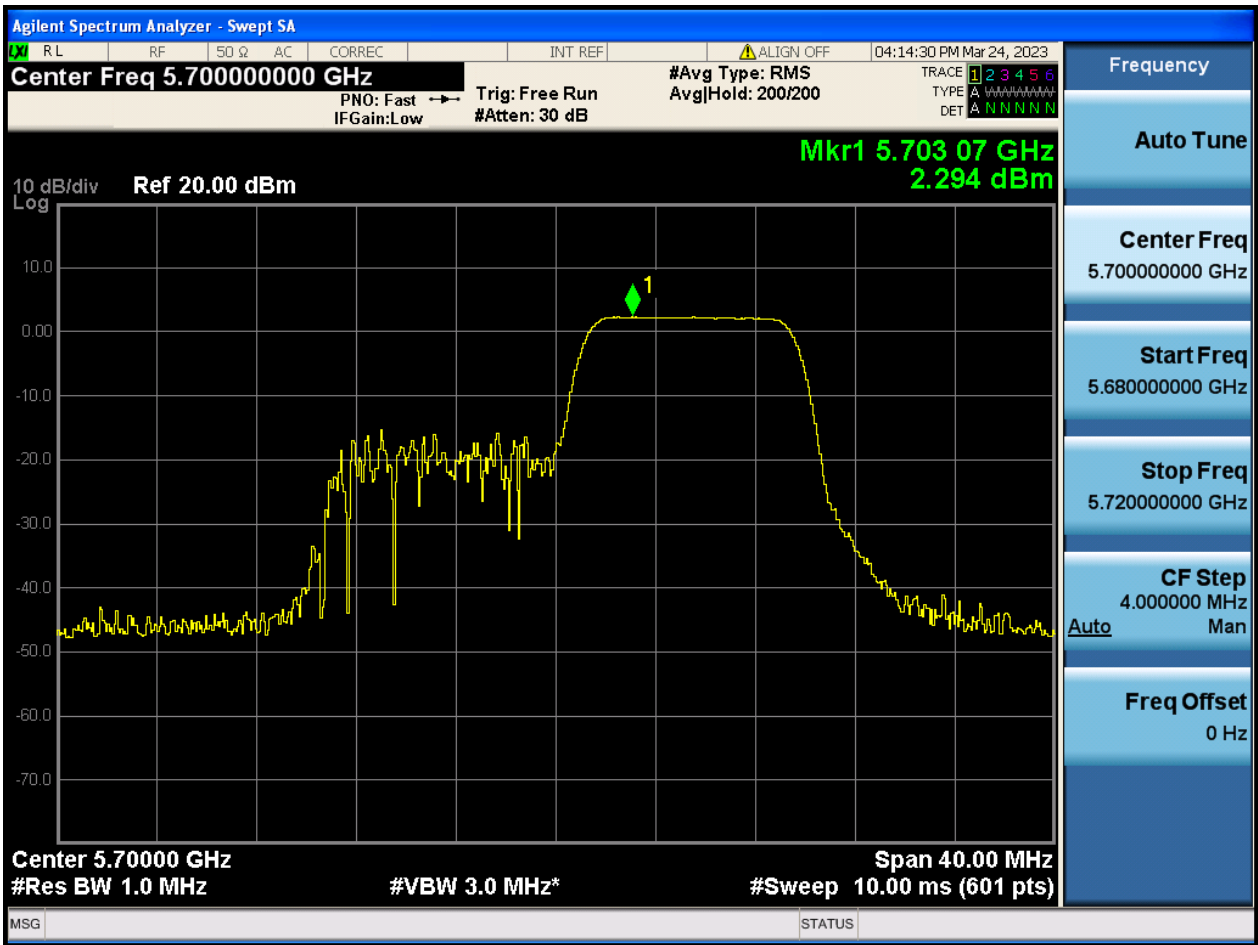 Agilent Spectrum Analyzer - Swept SA
LXI RL RF 50 Ω AC CORREC INT REF ALIGN OFF 04:14:30 PM Mar 24, 2023
Center Freq 5.700000000 GHz
PNO: Fast
IFGain:Low
Trig: Free Run
#Atten: 30 dB
#Avg Type: RMS
Avg|Hold: 200/200
TRACE 1 2 3 4 5 6
TYPE A WWWWW
DET A N N N N N
Mkr1 5.703 07 GHz
2.294 dBm
10 dB/div Ref 20.00 dBm
Log
1
10.0
0.00
-10.0
-20.0
-30.0
-40.0
-50.0
-60.0
-70.0
Center 5.70000 GHz Span 40.00 MHz
#Res BW 1.0 MHz #VBW 3.0 MHz* #Sweep 10.00 ms (601 pts)
MSG STATUS
Frequency
Auto Tune
Center Freq
5.700000000 GHz
Start Freq
5.680000000 GHz
Stop Freq
5.720000000 GHz
CF Step
4.000000 MHz
Auto Man
Freq Offset
0 Hz